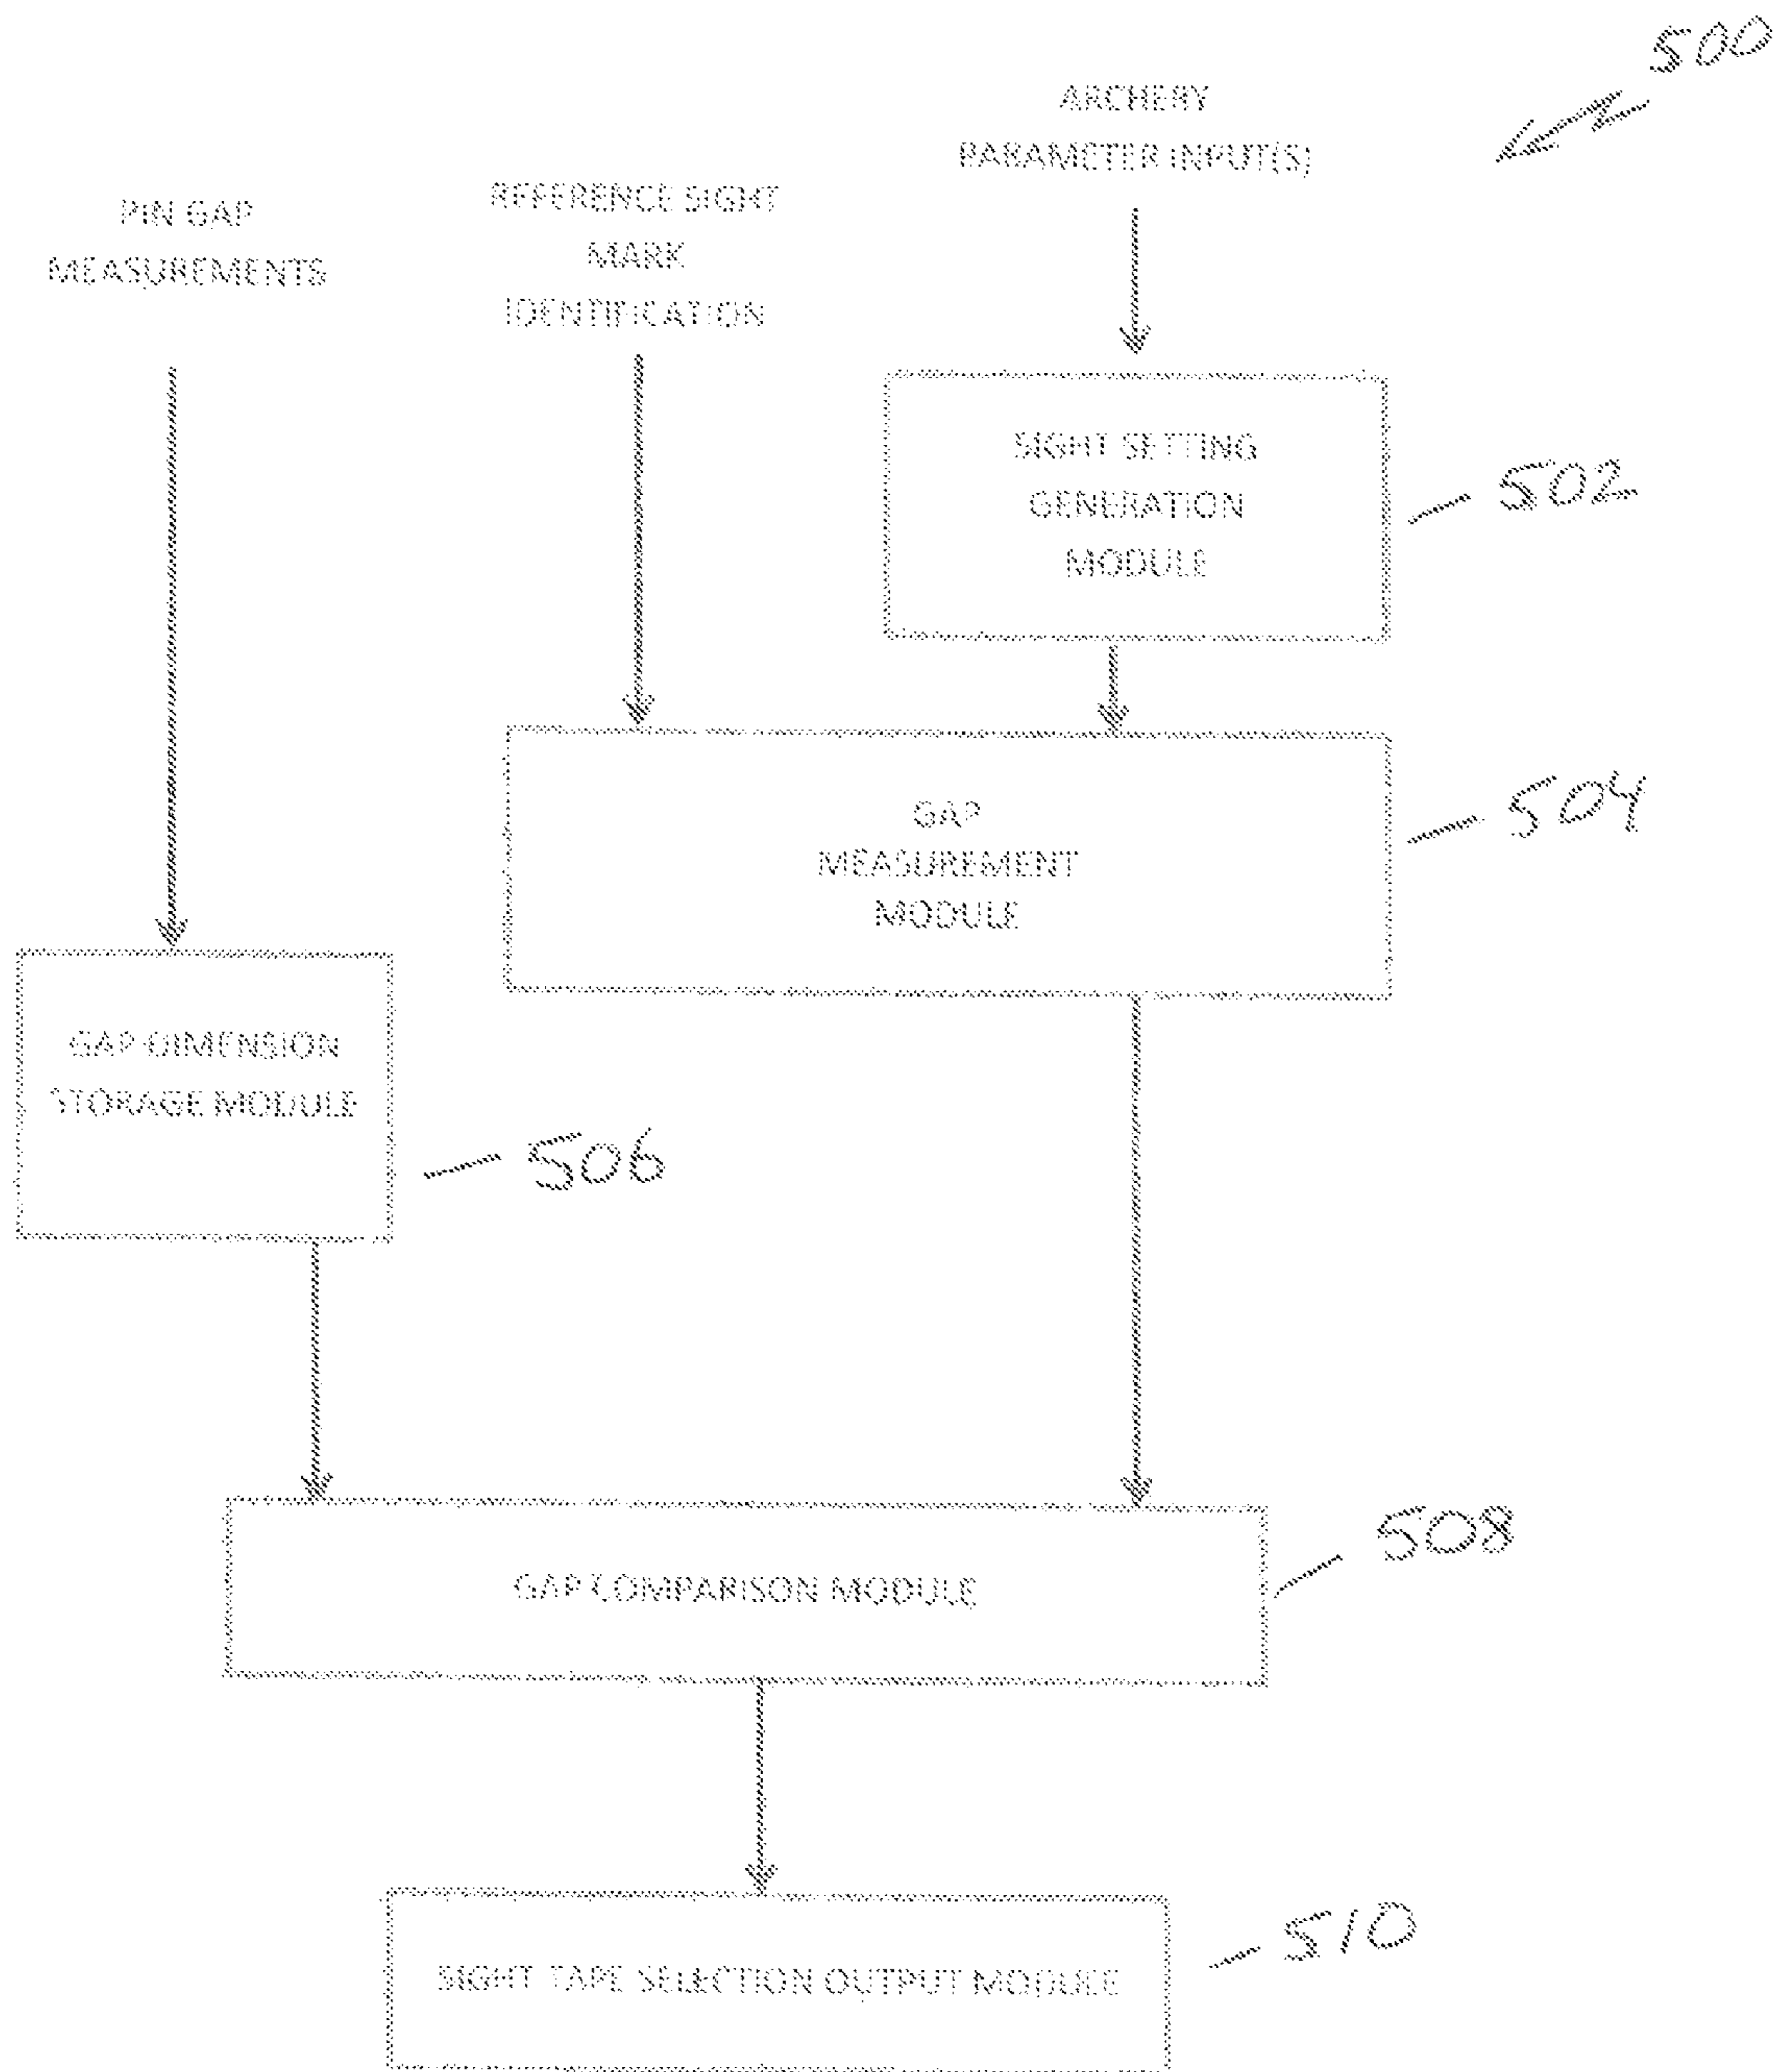 500
ARCHERY
PARAMETER INPUT(S)
PIN GAP
MEASUREMENTS
REFERENCE SIGHT
MARK
IDENTIFICATION
SIGHT SETTING
GENERATION
MODULE
502
GAP
MEASUREMENT
MODULE
504
GAP DIMENSION
STORAGE MODULE
506
GAP COMPARISON MODULE
508
SIGHT TAPE SELECTION OUTPUT MODULE
510